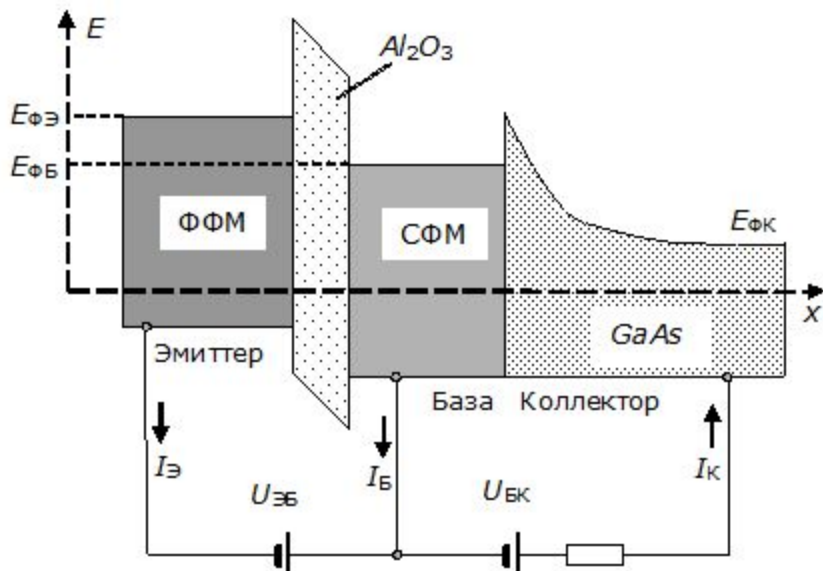 E
Al₂O₃
EФЭ
EФБ
ФФМ
СФМ
EФК
x
GaAs
Эмиттер
База Коллектор
IЭ
IБ
IК
UЭБ
UБК